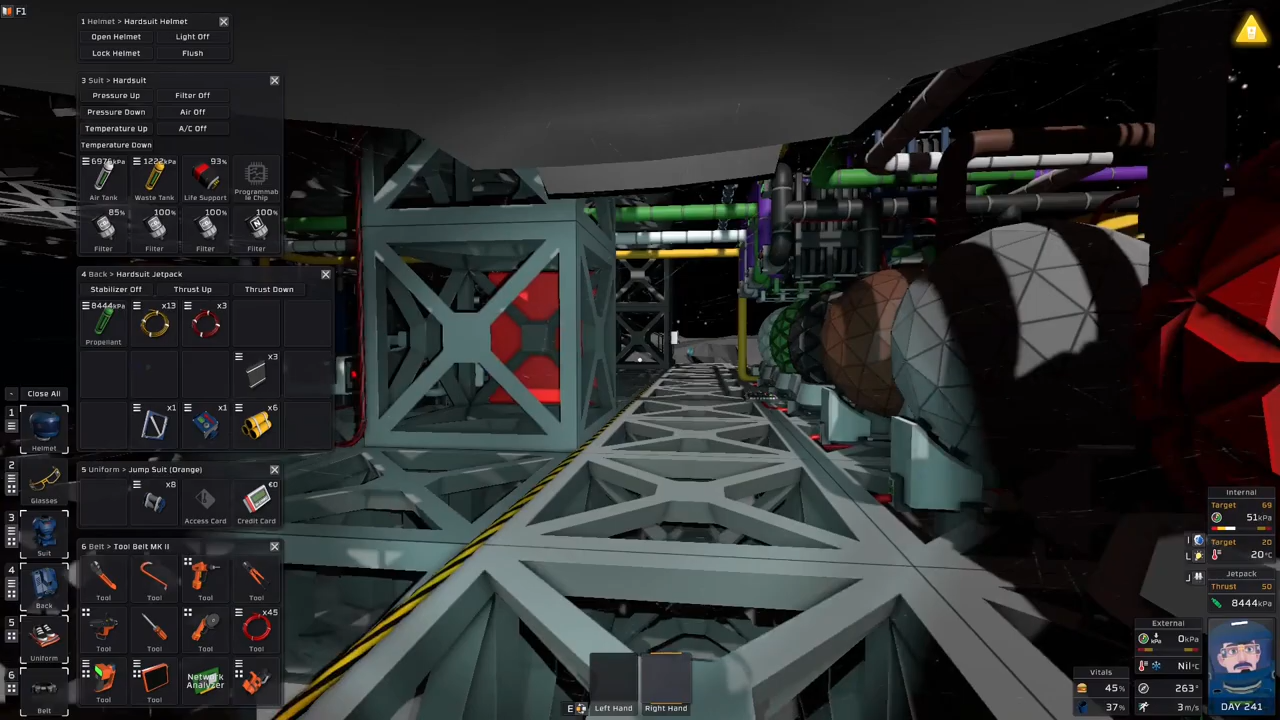 F1
1 Helmet > Hardsuit Helmet
Open Helmet Light Off
Lock Helmet Flush
3 Suit > Hardsuit
Pressure Up Filter Off
Pressure Down Air Off
Temperature Up A/C Off
Temperature Down
6976kPa 1222kPa 93%
Air Tank Waste Tank Life Support Programmable Chip
85% 100% 100% 100%
Filter Filter Filter Filter
4 Back > Hardsuit Jetpack
Stabilizer Off Thrust Up Thrust Down
8444kPa x13 x3
Propellant
x3
x1 x1 x6
Close All
1
Helmet
2
Glasses
3
Suit
4
Back
5
Uniform
6
Belt
5 Uniform > Jump Suit (Orange)
x8 €0
Access Card Credit Card
6 Belt > Tool Belt MK II
Tool Tool Tool Tool
x45
Tool Tool Tool Tool
Network Analyzer
Tool Tool Tool
E Left Hand Right Hand
Internal
Target 69
51kPa
Target 20
20°C
Jetpack
Thrust 50
8444kPa
External
0kPa
Nil°C
263°
3m/s
Vitals
45%
37%
DAY 241